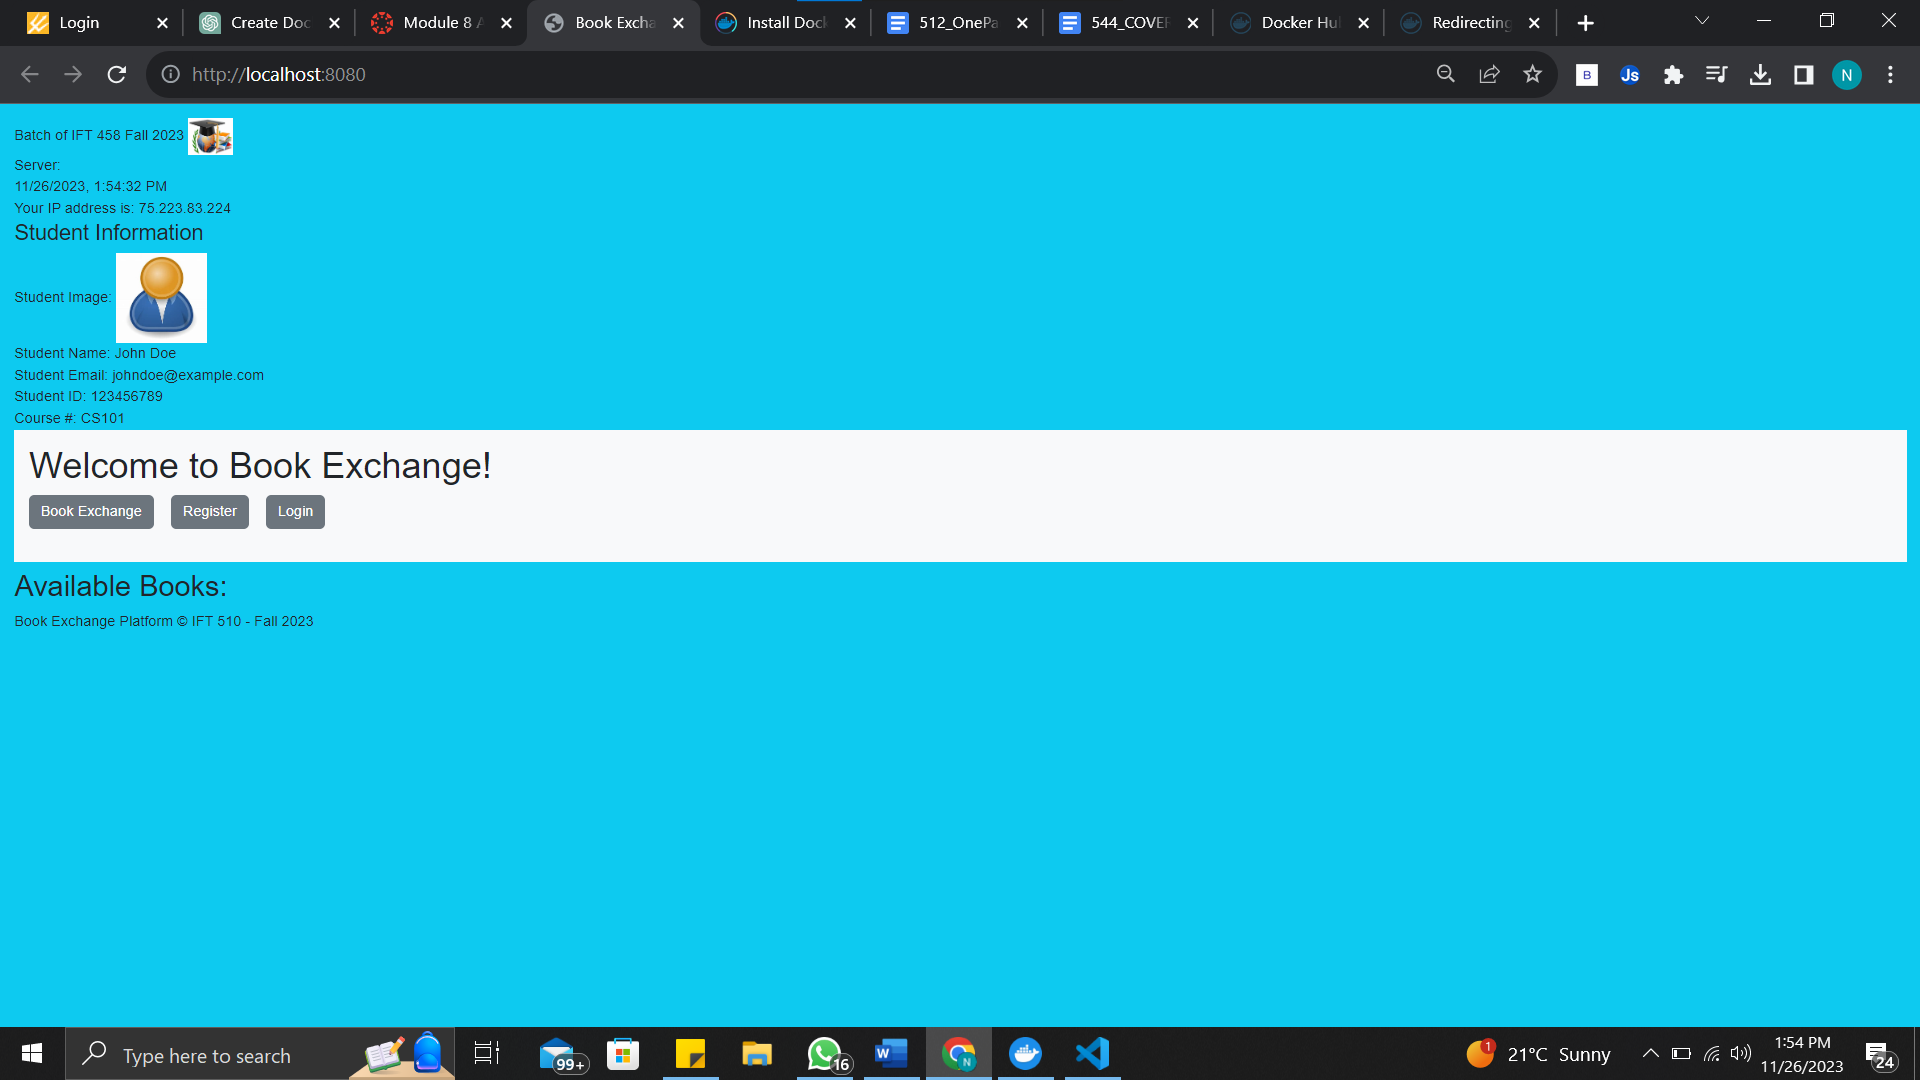 Login
Create Doc
Module 8 A
Book Excha
Install Dock
512_OnePa
544_COVER
Docker Hu
Redirecting
http://localhost:8080
B
Js
N
Batch of IFT 458 Fall 2023
Server:
11/26/2023, 1:54:32 PM
Your IP address is: 75.223.83.224
Student Information
Student Image:
Student Name: John Doe
Student Email: johndoe@example.com
Student ID: 123456789
Course #: CS101
Welcome to Book Exchange!
Book Exchange Register Login
Available Books:
Book Exchange Platform © IFT 510 - Fall 2023
Type here to search
99+
16
W
N
1
21°C Sunny
1:54 PM
11/26/2023
24